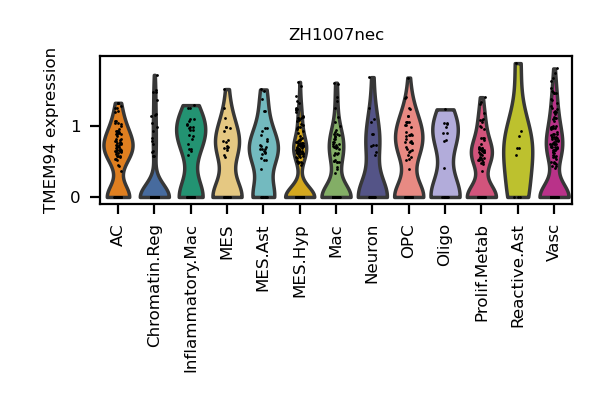 ZH1007nec
TMEM94 expression
1
0
AC
Chromatin.Reg
Inflammatory.Mac
MES
MES.Ast
MES.Hyp
Mac
Neuron
OPC
Oligo
Prolif.Metab
Reactive.Ast
Vasc